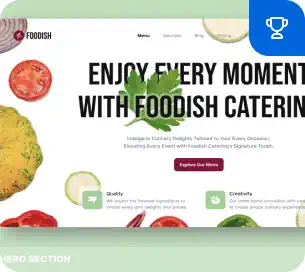 FOODISH
Menu Services Blog Pricing
ENJOY EVERY MOMENT
WITH FOODISH CATERIN
Indulge in Culinary Delights Tailored to Your Every Occasion,
Elevating Every Event with Foodish Catering's Signature Touch.
Explore Our Menu
Quality
We source the freshest ingredients to
create every dish delights your palate.
Creativity
Our chefs blend innovation with
to create unique culinary experiences
HERO SECTION